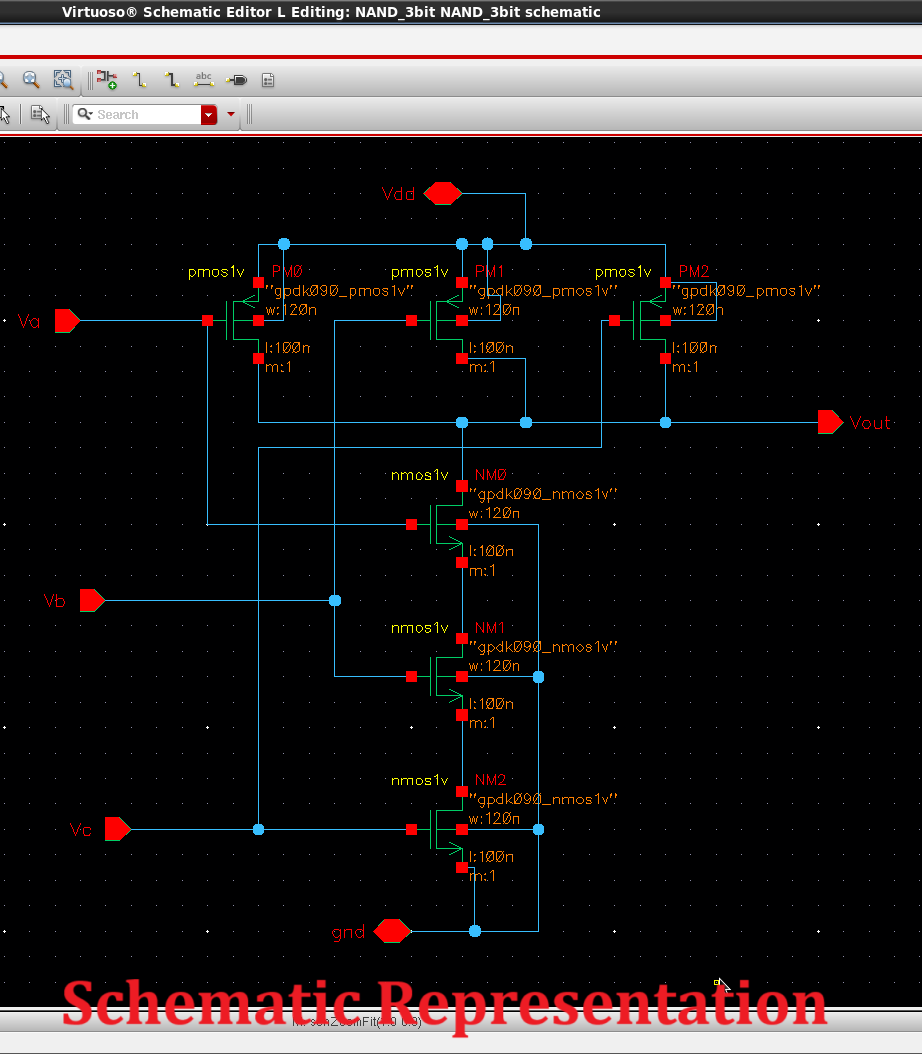 Virtuoso® Schematic Editor L Editing: NAND_3bit NAND_3bit schematic
abc
Search
Vdd
pmos1v PM0 pmos1v PM1 pmos1v PM2
"gpdk090_pmos1v" "gpdk090_pmos1v" "gpdk090_pmos1v"
w:120n w:120n w:120n
Va
l:100n l:100n l:100n
m:1 m:1 m:1
Vout
nmos1v NM0
"gpdk090_nmos1v"
w:120n
l:100n
m:1
Vb
nmos1v NM1
"gpdk090_nmos1v"
w:120n
l:100n
m:1
nmos1v NM2
"gpdk090_nmos1v"
w:120n
Vc
l:100n
m:1
gnd
Schematic Representation